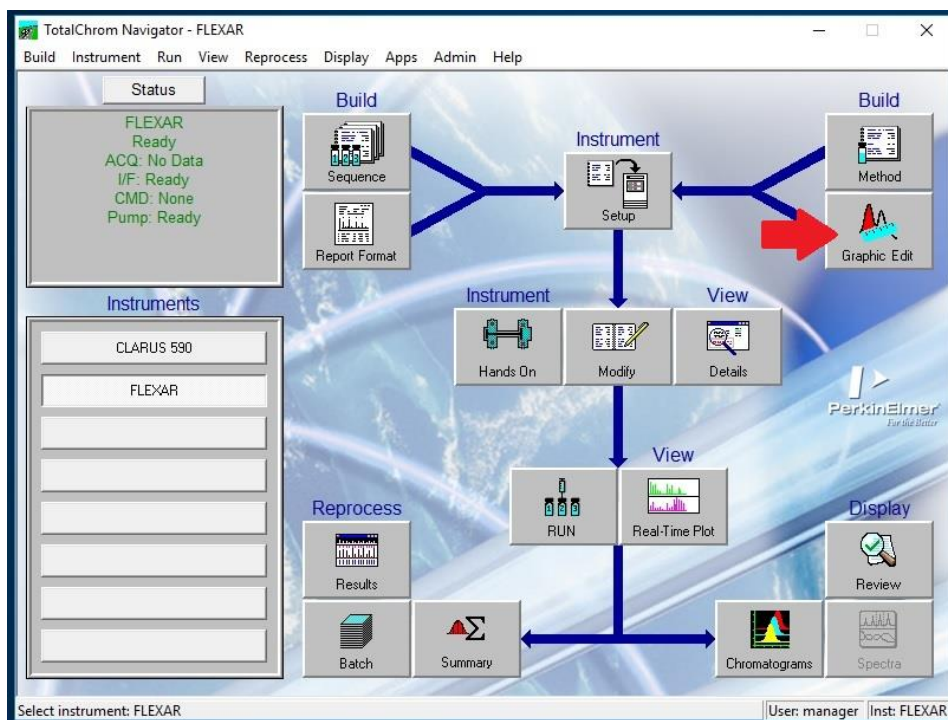 TotalChrom Navigator - FLEXAR
Build Instrument Run View Reprocess Display Apps Admin Help
Status
FLEXAR
Ready
ACQ: No Data
I/F: Ready
CMD: None
Pump: Ready
Instruments
CLARUS 590
FLEXAR
Build
Sequence
Report Format
Instrument
Setup
Build
Method
Graphic Edit
Instrument
Hands On
Modify
View
Details
PerkinElmer
For the Better
View
RUN
Real-Time Plot
Reprocess
Results
Batch
Summary
Display
Review
Chromatograms
Spectra
Select instrument: FLEXAR
User: manager
Inst: FLEXAR